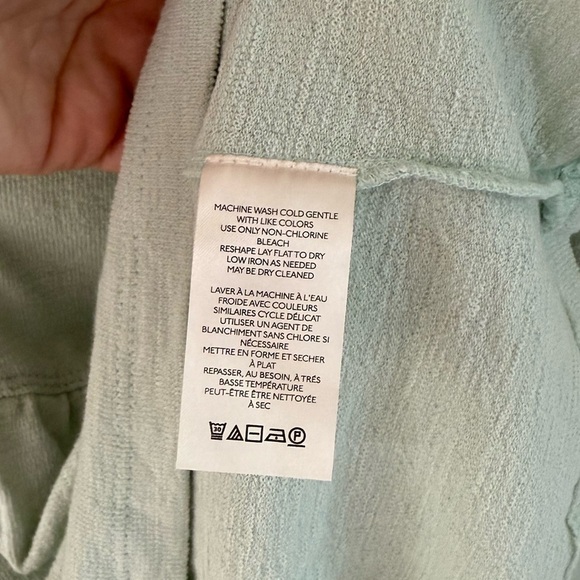 MACHINE WASH COLD GENTLE
WITH LIKE COLORS
USE ONLY NON-CHLORINE
BLEACH
RESHAPE LAY FLAT TO DRY
LOW IRON AS NEEDED
MAY BE DRY CLEANED
LAVER À LA MACHINE À L'EAU
FROIDE AVEC COULEURS
SIMILAIRES CYCLE DÉLICAT
UTILISER UN AGENT DE
BLANCHIMENT SANS CHLORE SI
NÉCESSAIRE
METTRE EN FORME ET SECHER
À PLAT
REPASSER, AU BESOIN, À TRÉS
BASSE TEMPÉRATURE
PEUT-ÊTRE ÊTRE NETTOYÉE
À SEC
30 P